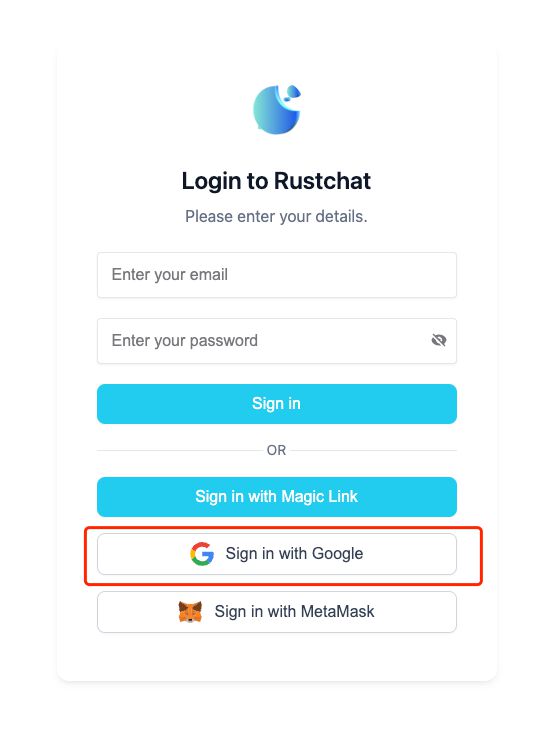 Login to Rustchat
Please enter your details.
Enter your email
Enter your password
Sign in
OR
Sign in with Magic Link
Sign in with Google
Sign in with MetaMask